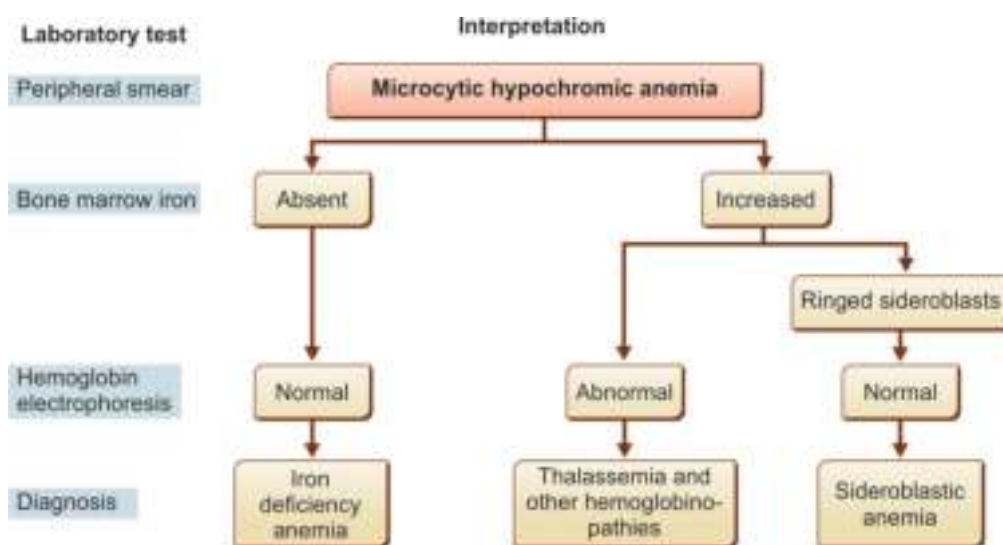 Laboratory test
Interpretation
Peripheral smear
Microcytic hypochromic anemia
Bone marrow iron
Absent
Increased
Ringed sideroblasts
Hemoglobin
electrophoresis
Normal
Abnormal
Normal
Diagnosis
Iron
deficiency
anemia
Thalassemia and
other hemoglobino-
pathies
Sideroblastic
anemia